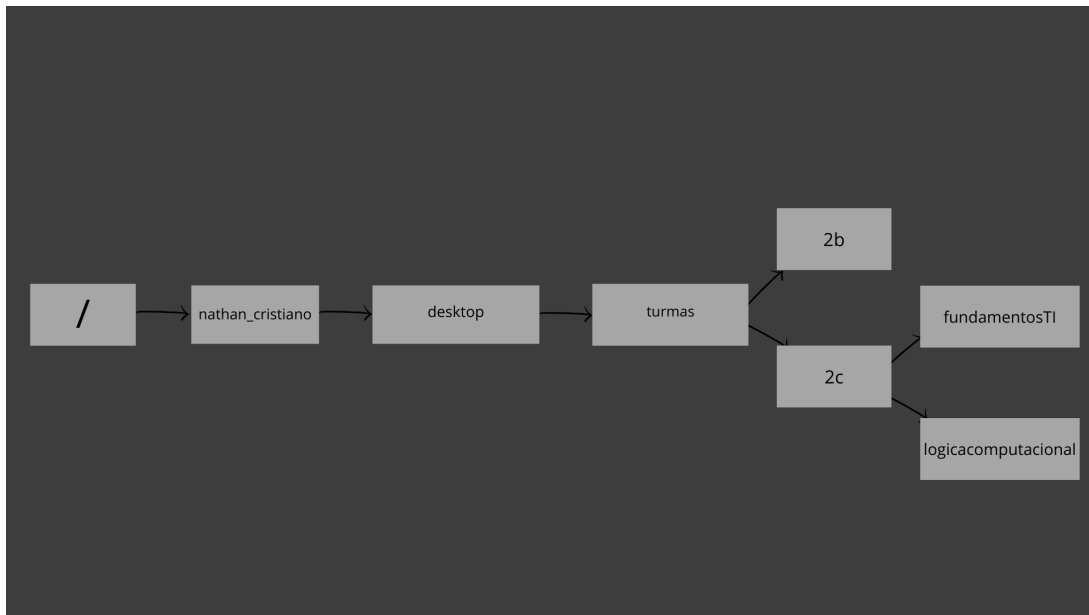 /
nathan_cristiano
desktop
turmas
2b
2c
fundamentosTI
logicacomputacional